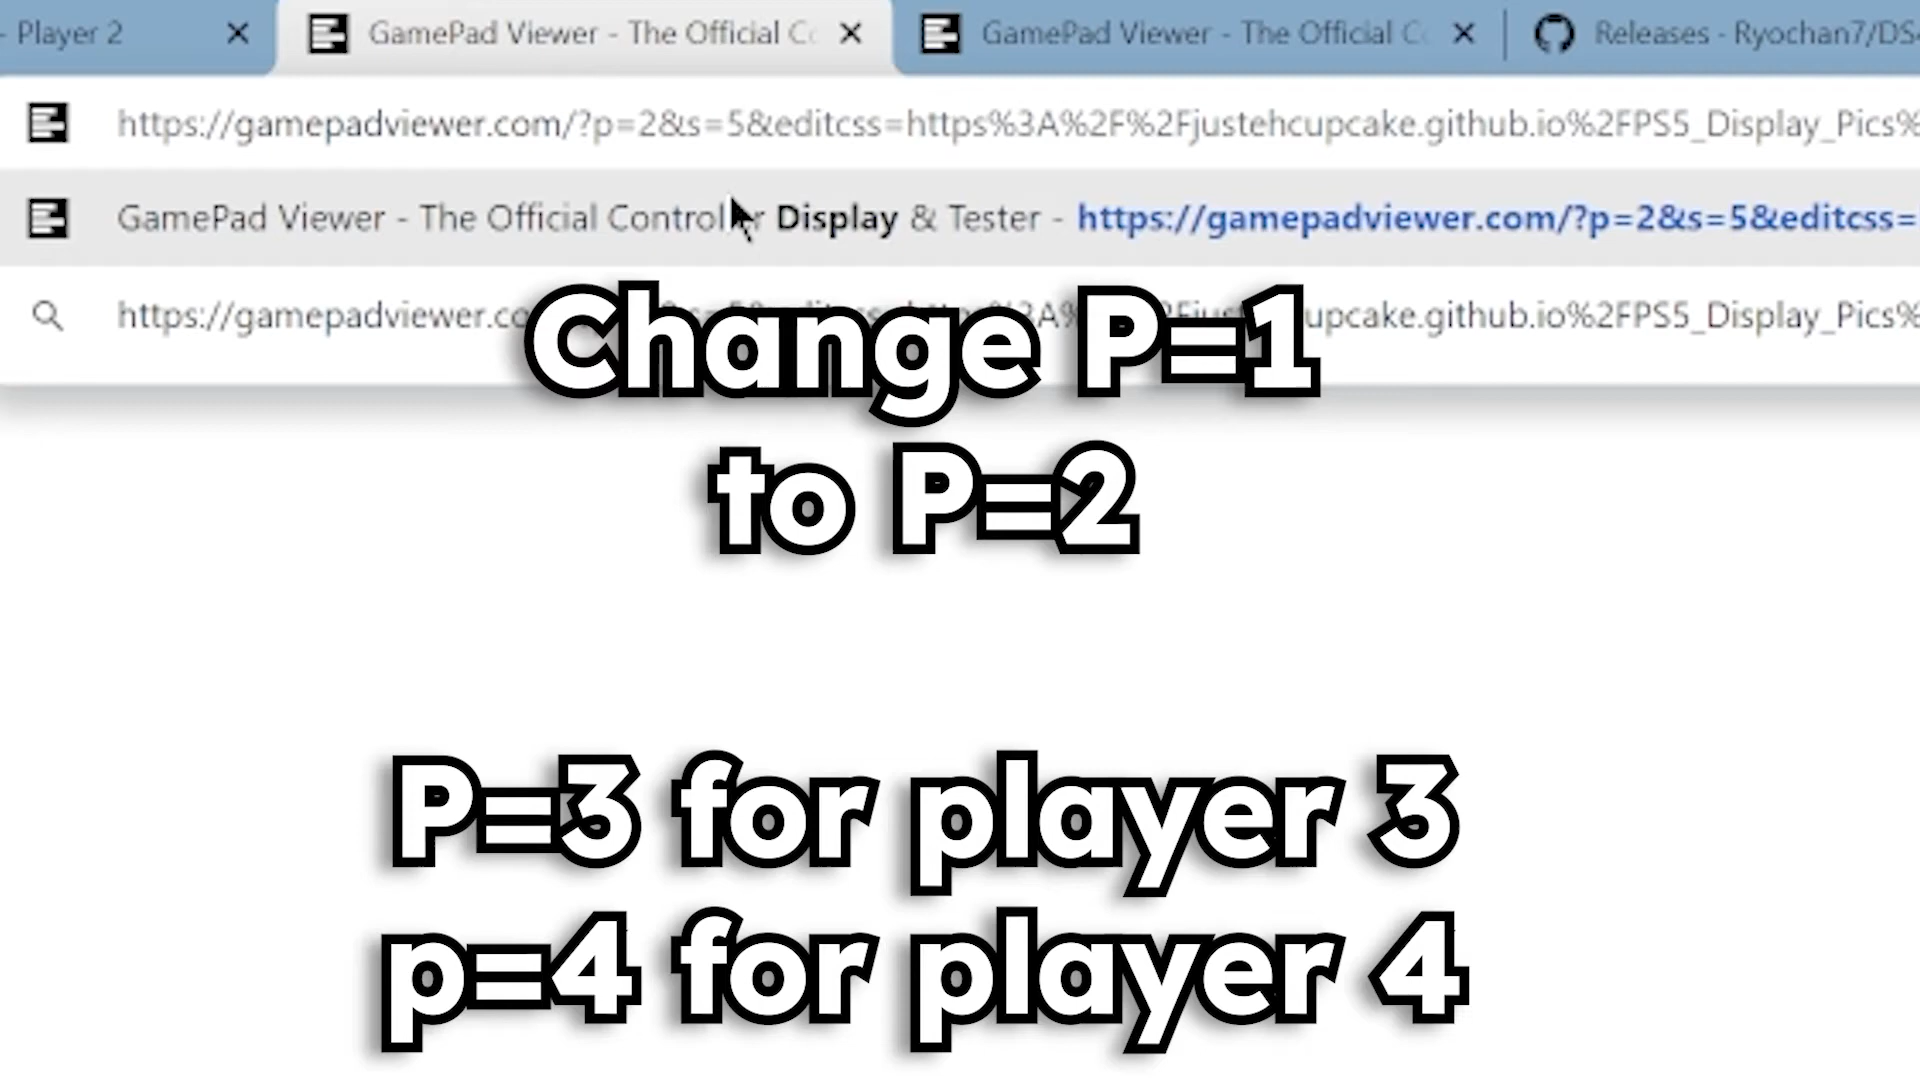 - Player 2
GamePad Viewer - The Official Co
GamePad Viewer - The Official Co
Releases · Ryochan7/DS4
https://gamepadviewer.com/?p=2&s=5&editcss=https%3A%2F%2Fjustehcupcake.github.io%2FPS5_Display_Pics%
GamePad Viewer - The Official Controller Display & Tester - https://gamepadviewer.com/?p=2&s=5&editcss=
https://gamepadviewer.co upcake.github.io%2FPS5_Display_Pics%
Change P=1
to P=2
P=3 for player 3
p=4 for player 4